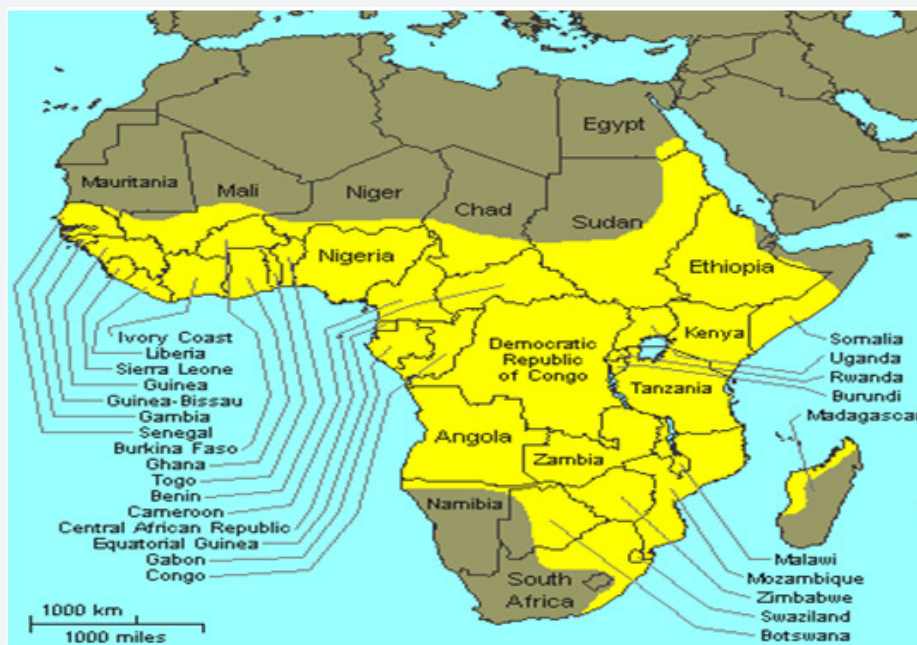 Egypt
Mauritania
Mali
Niger
Chad
Sudan
Nigeria
Ethiopia
Ivory Coast
Liberia
Sierra Leone
Guinea
Guinea-Bissau
Gambia
Senegal
Burkina Faso
Ghana
Togo
Benin
Cameroon
Central African Republic
Equatorial Guinea
Gabon
Congo
Democratic
Republic
of Congo
Kenya
Tanzania
Somalia
Uganda
Rwanda
Burundi
Madagascar
Angola
Zambia
Namibia
South
Africa
Malawi
Mozambique
Zimbabwe
Swaziland
Botswana
1000 km
1000 miles